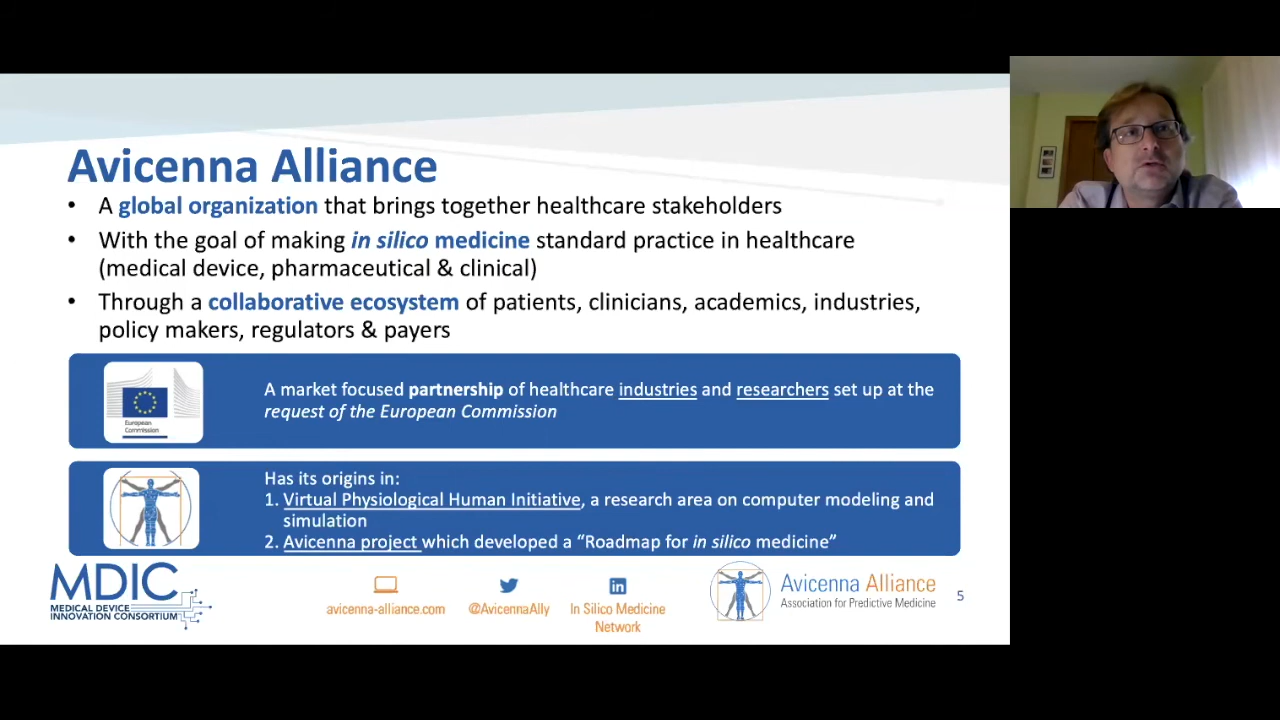 Avicenna Alliance
• A global organization that brings together healthcare stakeholders
• With the goal of making in silico medicine standard practice in healthcare
(medical device, pharmaceutical & clinical)
• Through a collaborative ecosystem of patients, clinicians, academics, industries,
policy makers, regulators & payers
European
Commission
A market focused partnership of healthcare industries and researchers set up at the
request of the European Commission
Has its origins in:
1. Virtual Physiological Human Initiative, a research area on computer modeling and
simulation
2. Avicenna project which developed a “Roadmap for in silico medicine”
MDIC
MEDICAL DEVICE
INNOVATION CONSORTIUM
avicenna-alliance.com
@AvicennaAlly
In Silico Medicine
Network
Avicenna Alliance
Association for Predictive Medicine
5